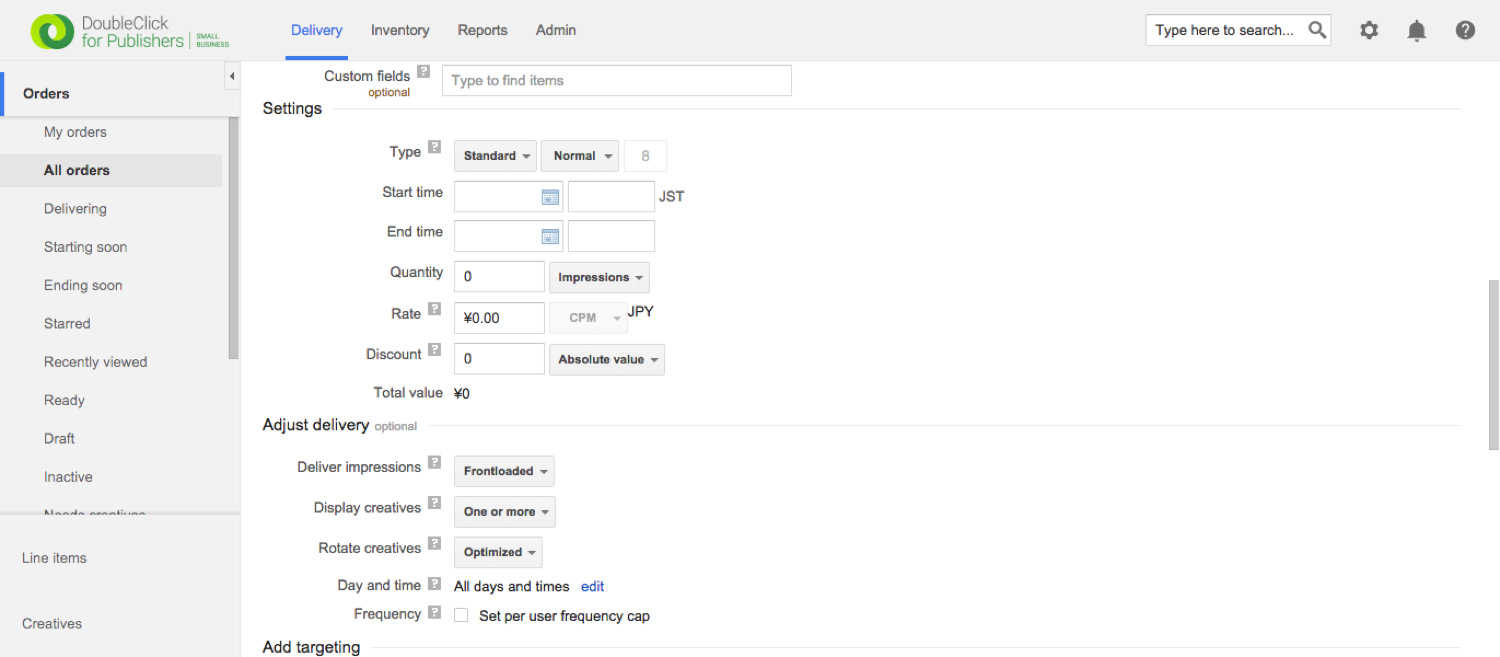 DoubleClick
for Publishers SMALL BUSINESS
Delivery Inventory Reports Admin
Type here to search...
Orders
My orders
All orders
Delivering
Starting soon
Ending soon
Starred
Recently viewed
Ready
Draft
Inactive
Needs creatives
Line items
Creatives
Custom fields ? Type to find items
optional
Settings
Type ? Standard Normal 8
Start time JST
End time
Quantity 0 Impressions
Rate ? ¥0.00 CPM JPY
Discount ? 0 Absolute value
Total value ¥0
Adjust delivery optional
Deliver impressions ? Frontloaded
Display creatives ? One or more
Rotate creatives ? Optimized
Day and time ? All days and times edit
Frequency ? Set per user frequency cap
Add targeting